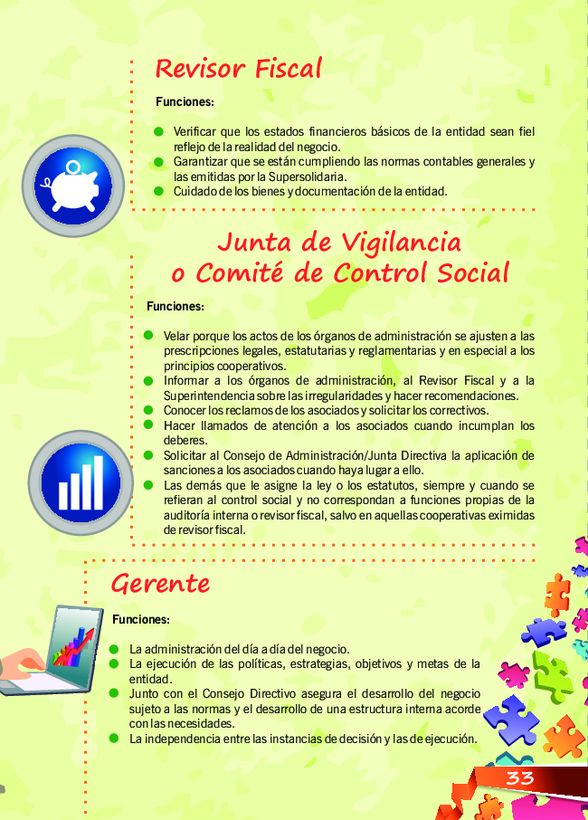 Revisor Fiscal
Funciones:
Verificar que los estados financieros básicos de la entidad sean fiel
reflejo de la realidad del negocio.
Garantizar que se están cumpliendo las normas contables generales y
las emitidas por la Supersolidaria.
Cuidado de los bienes y documentación de la entidad.
Junta de Vigilancia
o Comité de Control Social
Funciones:
Velar porque los actos de los órganos de administración se ajusten a las
prescripciones legales, estatutarias y reglamentarias y en especial a los
principios cooperativos.
Informar a los órganos de administración, al Revisor Fiscal y a la
Superintendencia sobre las irregularidades y hacer recomendaciones.
Conocer los reclamos de los asociados y solicitar los correctivos.
Hacer llamados de atención a los asociados cuando incumplan los
deberes.
Solicitar al Consejo de Administración/Junta Directiva la aplicación de
sanciones a los asociados cuando haya lugar a ello.
Las demás que le asigne la ley o los estatutos, siempre y cuando se
refieran al control social y no correspondan a funciones propias de la
auditoría interna o revisor fiscal, salvo en aquellas cooperativas eximidas
de revisor fiscal.
Gerente
Funciones:
La administración del día a día del negocio.
La ejecución de las políticas, estrategias, objetivos y metas de la
entidad.
Junto con el Consejo Directivo asegura el desarrollo del negocio
sujeto a las normas y el desarrollo de una estructura interna acorde
con las necesidades.
La independencia entre las instancias de decisión y las de ejecución.
33